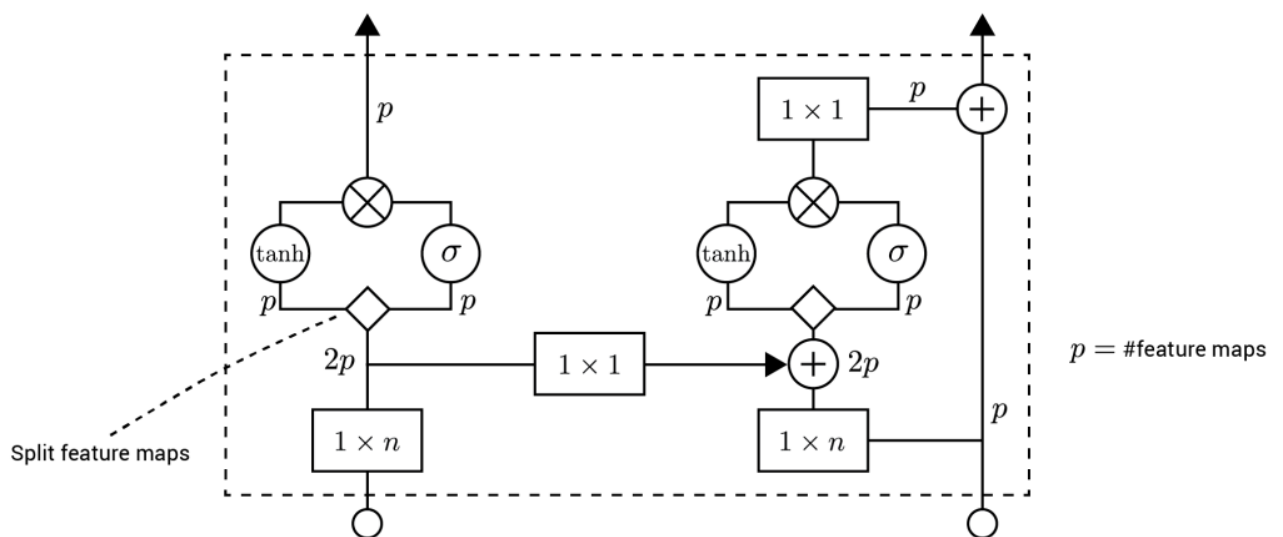 p
1 × 1
p
+
tanh
σ
tanh
σ
p
p
p
p
2p
1 × 1
+
2p
p = #feature maps
p
Split feature maps
1 × n
1 × n